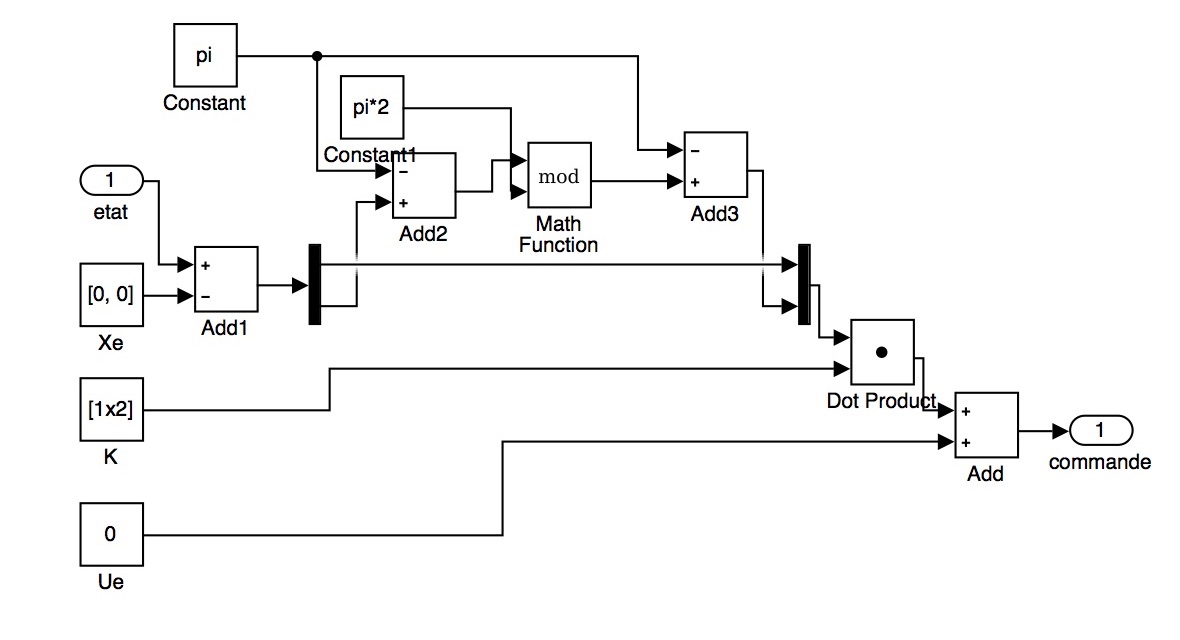 pi
Constant
pi*2
Constant1
−
+
Add2
mod
Math
Function
−
+
Add3
1
etat
[0, 0]
Xe
+
−
Add1
Dot Product
[1x2]
K
+
+
Add
1
commande
0
Ue